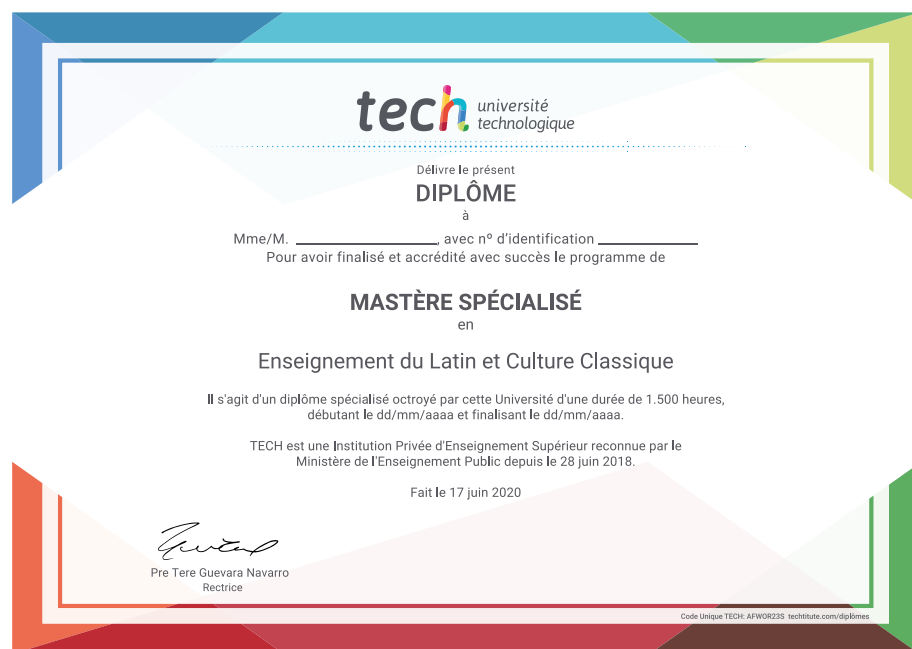 tech université
technologique
Délivre le présent
DIPLÔME
à
Mme/M. ____________________, avec nº d'identification ______________
Pour avoir finalisé et accrédité avec succès le programme de
MASTÈRE SPÉCIALISÉ
en
Enseignement du Latin et Culture Classique
Il s'agit d'un diplôme spécialisé octroyé par cette Université d'une durée de 1.500 heures,
débutant le dd/mm/aaaa et finalisant le dd/mm/aaaa.
TECH est une Institution Privée d'Enseignement Supérieur reconnue par le
Ministère de l'Enseignement Public depuis le 28 juin 2018.
Fait le 17 juin 2020
Pre Tere Guevara Navarro
Rectrice
Code Unique TECH: AFWOR23S techtitute.com/diplômes